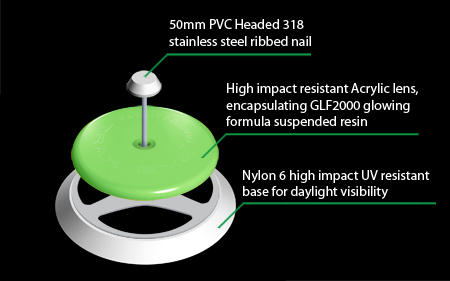 50mm PVC Headed 318
stainless steel ribbed nail
High impact resistant Acrylic lens,
encapsulating GLF2000 glowing
formula suspended resin
Nylon 6 high impact UV resistant
base for daylight visibility